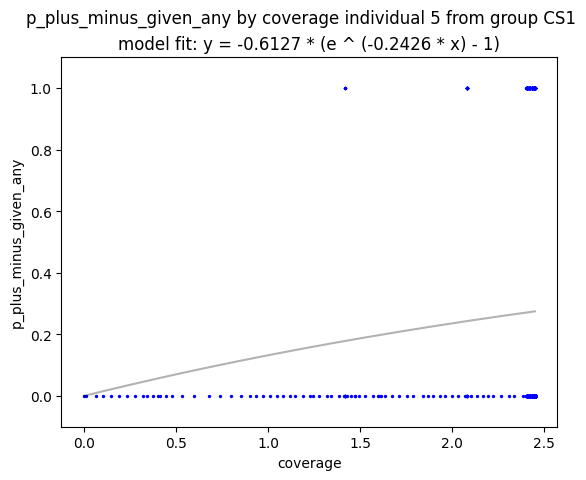 p_plus_minus_given_any by coverage individual 5 from group CS1
model fit: y = -0.6127 * (e ^ (-0.2426 * x) - 1)
1.0
0.8
0.6
0.4
0.2
0.0
p_plus_minus_given_any
0.0 0.5 1.0 1.5 2.0 2.5
coverage